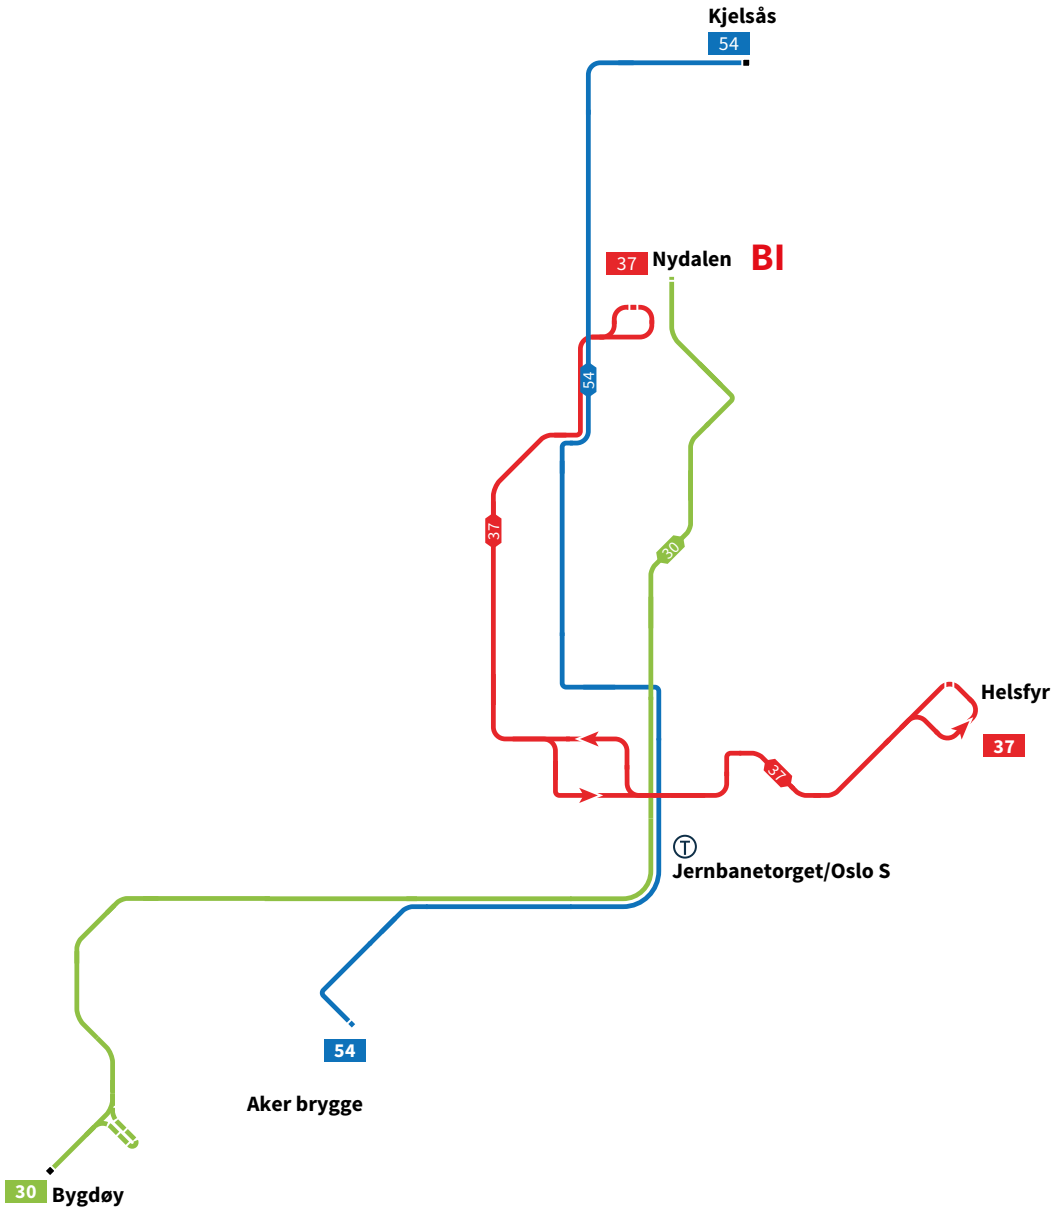 Kjelsås
54
37 Nydalen BI
54
37
30
Helsfyr
37
37
T
Jernbanetorget/Oslo S
54
Aker brygge
30 Bygdøy